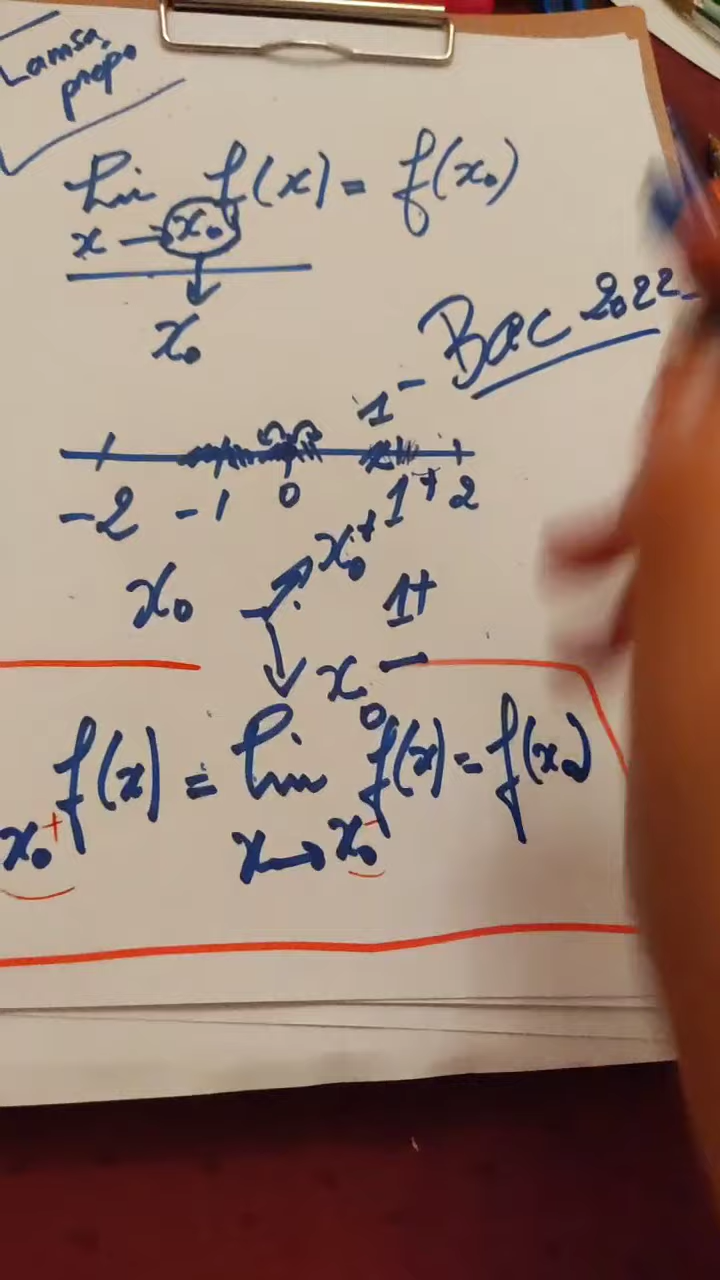 Lamsa
propo
lim f(x) = f(x₀)
x → x₀
x₀
Bac 2022
1⁻
-2 -1 0 1⁺ 2
x₀ x₀⁺ 1+
x₀⁻
f(x) = lim f(x) = f(x₀)
x₀⁺ x → x₀⁻